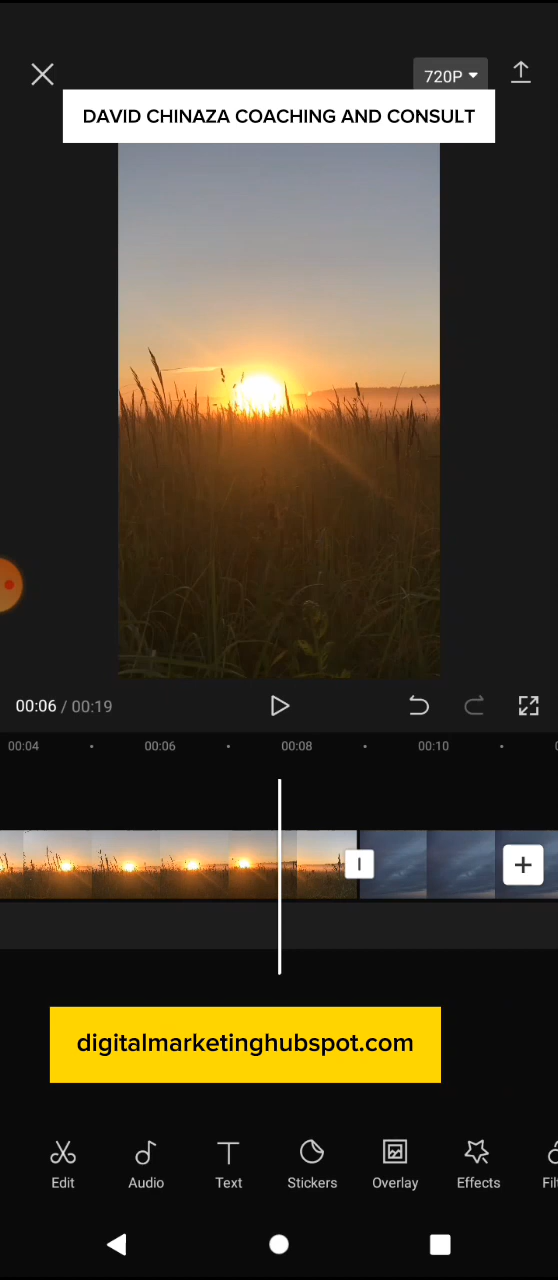 720P
DAVID CHINAZA COACHING AND CONSULT
00:06 / 00:19
00:04 00:06 00:08 00:10
digitalmarketinghubspot.com
Edit Audio Text Stickers Overlay Effects